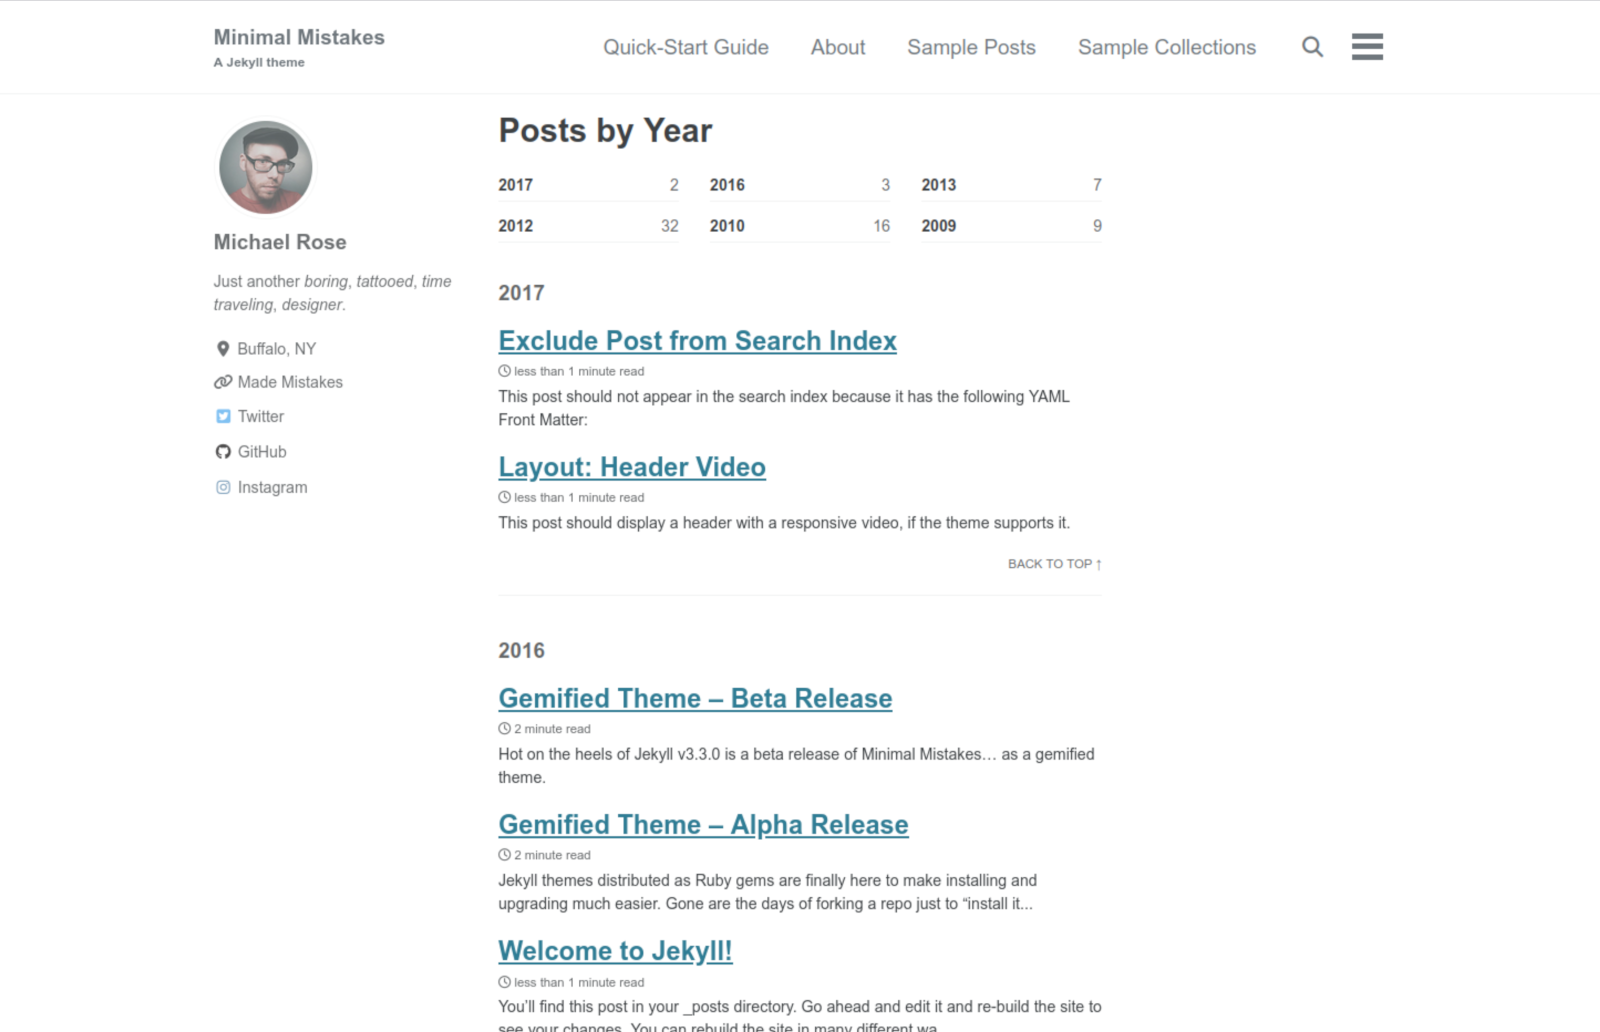 Minimal Mistakes
A Jekyll theme
Quick-Start Guide
About
Sample Posts
Sample Collections
Michael Rose
Just another boring, tattooed, time
traveling, designer.
Buffalo, NY
Made Mistakes
Twitter
GitHub
Instagram
Posts by Year
2017 2
2016 3
2013 7
2012 32
2010 16
2009 9
2017
Exclude Post from Search Index
less than 1 minute read
This post should not appear in the search index because it has the following YAML
Front Matter:
Layout: Header Video
less than 1 minute read
This post should display a header with a responsive video, if the theme supports it.
BACK TO TOP ↑
2016
Gemified Theme – Beta Release
2 minute read
Hot on the heels of Jekyll v3.3.0 is a beta release of Minimal Mistakes… as a gemified
theme.
Gemified Theme – Alpha Release
2 minute read
Jekyll themes distributed as Ruby gems are finally here to make installing and
upgrading much easier. Gone are the days of forking a repo just to “install it...
Welcome to Jekyll!
less than 1 minute read
You’ll find this post in your _posts directory. Go ahead and edit it and re-build the site to
see your changes. You can rebuild the site in many different wa